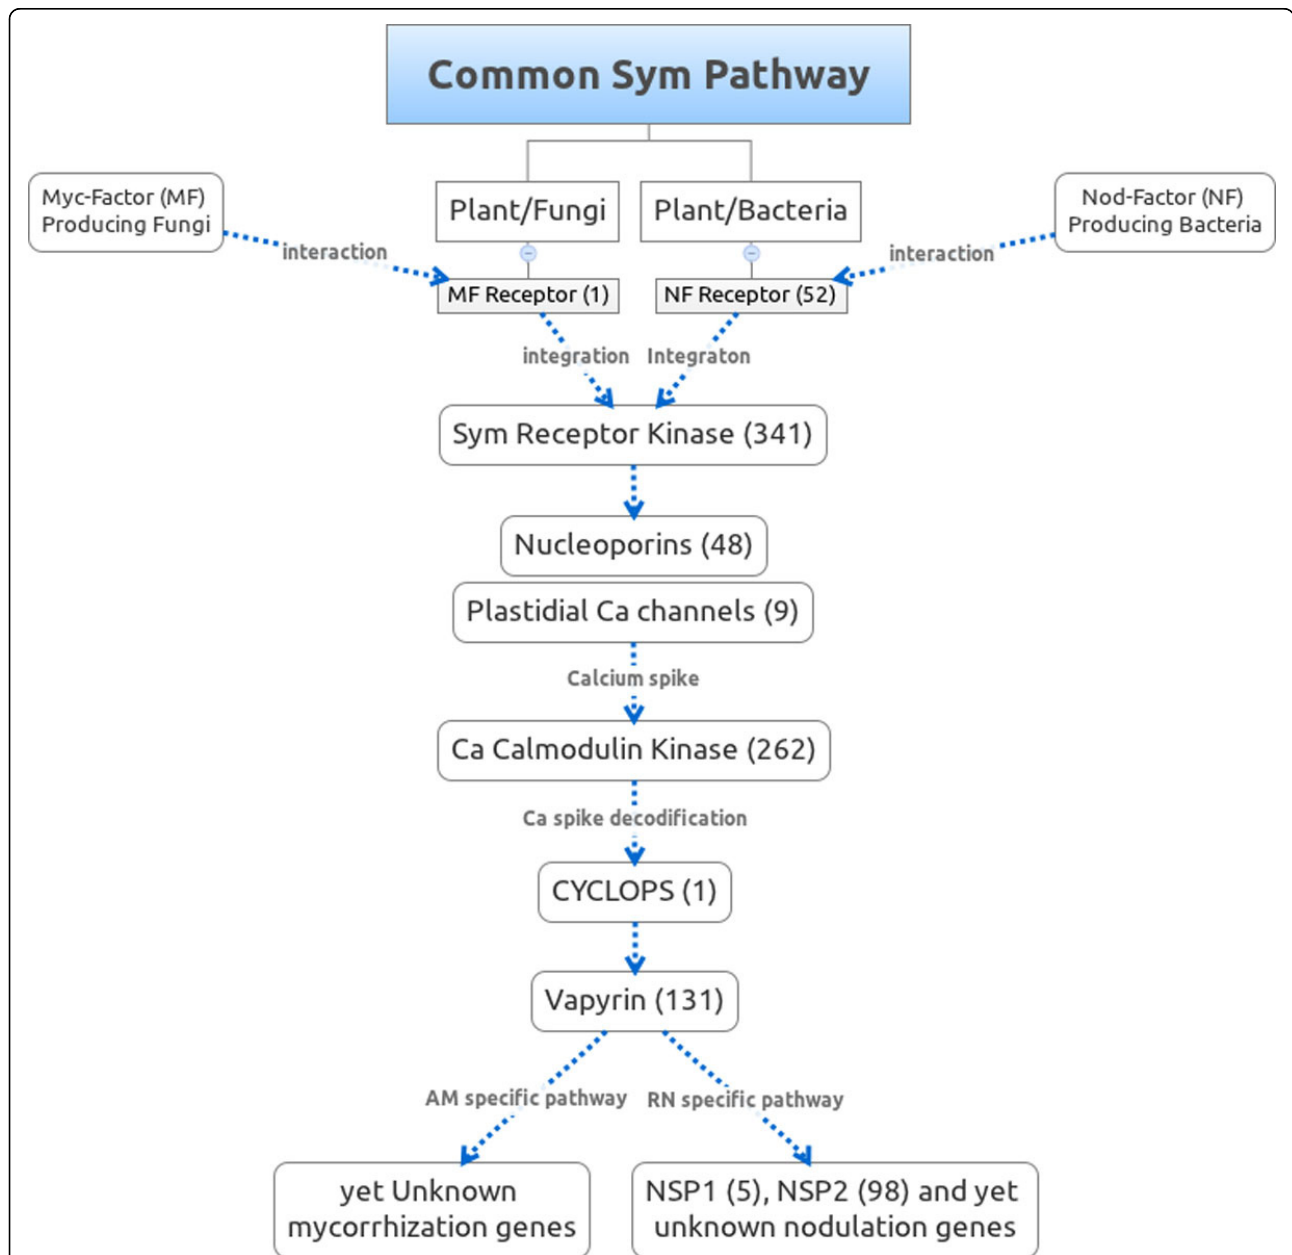 Common Sym Pathway
Plant/Fungi
Plant/Bacteria
Myc-Factor (MF)
Producing Fungi
Nod-Factor (NF)
Producing Bacteria
interaction
interaction
MF Receptor (1)
NF Receptor (52)
integration
Integraton
Sym Receptor Kinase (341)
Nucleoporins (48)
Plastidial Ca channels (9)
Calcium spike
Ca Calmodulin Kinase (262)
Ca spike decodification
CYCLOPS (1)
Vapyrin (131)
AM specific pathway
RN specific pathway
yet Unknown
mycorrhization genes
NSP1 (5), NSP2 (98) and yet
unknown nodulation genes